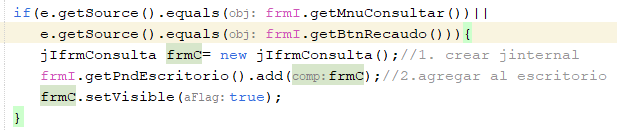 if(e.getSource().equals(obj: frmI.getMnuConsultar())||
e.getSource().equals(obj: frmI.getBtnRecaudo())){
jIfrmConsulta frmC= new jIfrmConsulta();//1. crear jinternal
frmI.getPndEscritorio().add(comp:frmC);//2.agregar al escritorio
frmC.setVisible(aFlag:true);
}